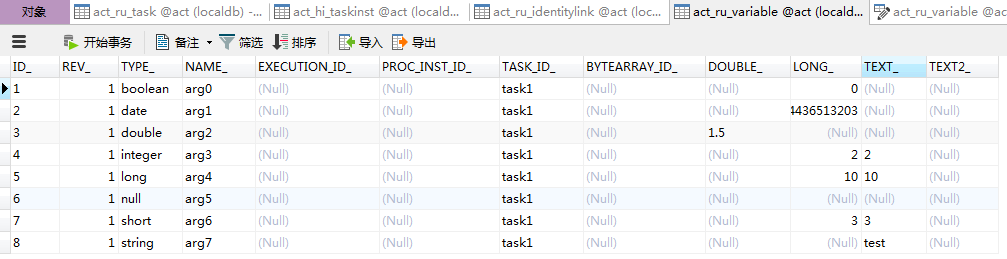 对象 act_ru_task @act (localdb) -... act_hi_taskinst @act (locald... act_ru_identitylink @act (loc... act_ru_variable @act (locald... act_ru_variable @ac
开始事务 备注 筛选 排序 导入 导出
ID_ REV_ TYPE_ NAME_ EXECUTION_ID_ PROC_INST_ID_ TASK_ID_ BYTEARRAY_ID_ DOUBLE_ LONG_ TEXT_ TEXT2_
1 1 boolean arg0 (Null) (Null) task1 (Null) (Null) 0 (Null) (Null)
2 1 date arg1 (Null) (Null) task1 (Null) (Null) 4436513203 (Null) (Null)
3 1 double arg2 (Null) (Null) task1 (Null) 1.5 (Null) (Null) (Null)
4 1 integer arg3 (Null) (Null) task1 (Null) (Null) 2 2 (Null)
5 1 long arg4 (Null) (Null) task1 (Null) (Null) 10 10 (Null)
6 1 null arg5 (Null) (Null) task1 (Null) (Null) (Null) (Null) (Null)
7 1 short arg6 (Null) (Null) task1 (Null) (Null) 3 3 (Null)
8 1 string arg7 (Null) (Null) task1 (Null) (Null) (Null) test (Null)